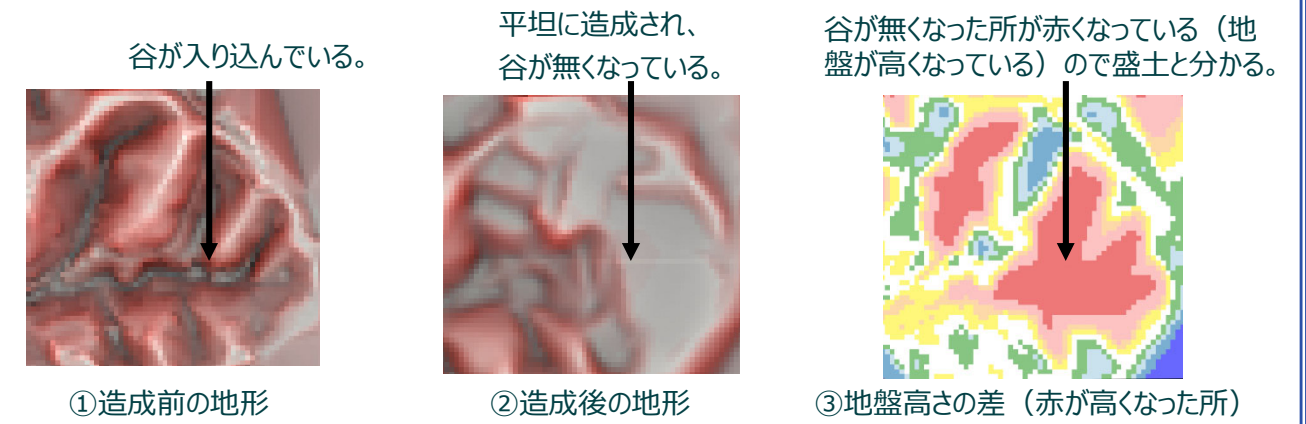 谷が入り込んでいる。
平坦に造成され、
谷が無くなっている。
谷が無くなった所が赤くなっている（地
盤が高くなっている）ので盛土と分かる。
①造成前の地形
②造成後の地形
③地盤高さの差（赤が高くなった所）